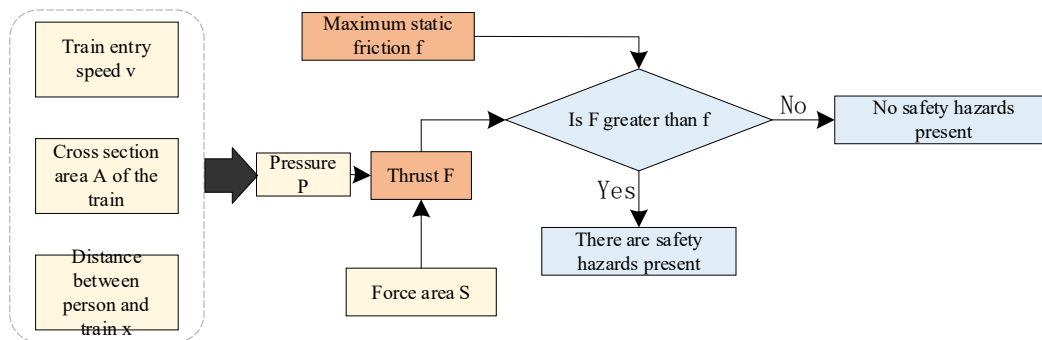 Train entry
speed v
Cross section
area A of the
train
Distance
between
person and
train x
Pressure
P
Thrust F
Force area S
Maximum static
friction f
Is F greater than f
No
No safety hazards
present
Yes
There are safety
hazards present